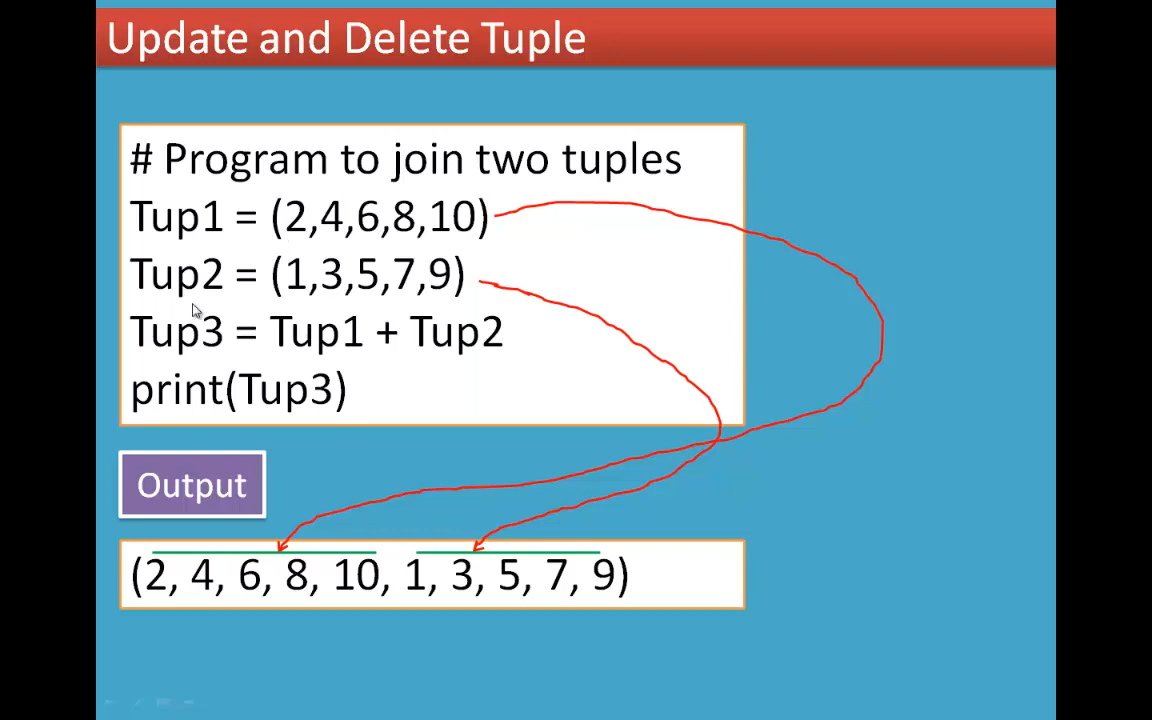 Update and Delete Tuple
# Program to join two tuples
Tup1 = (2,4,6,8,10)
Tup2 = (1,3,5,7,9)
Tup3 = Tup1 + Tup2
print(Tup3)
Output
(2, 4, 6, 8, 10, 1, 3, 5, 7, 9)